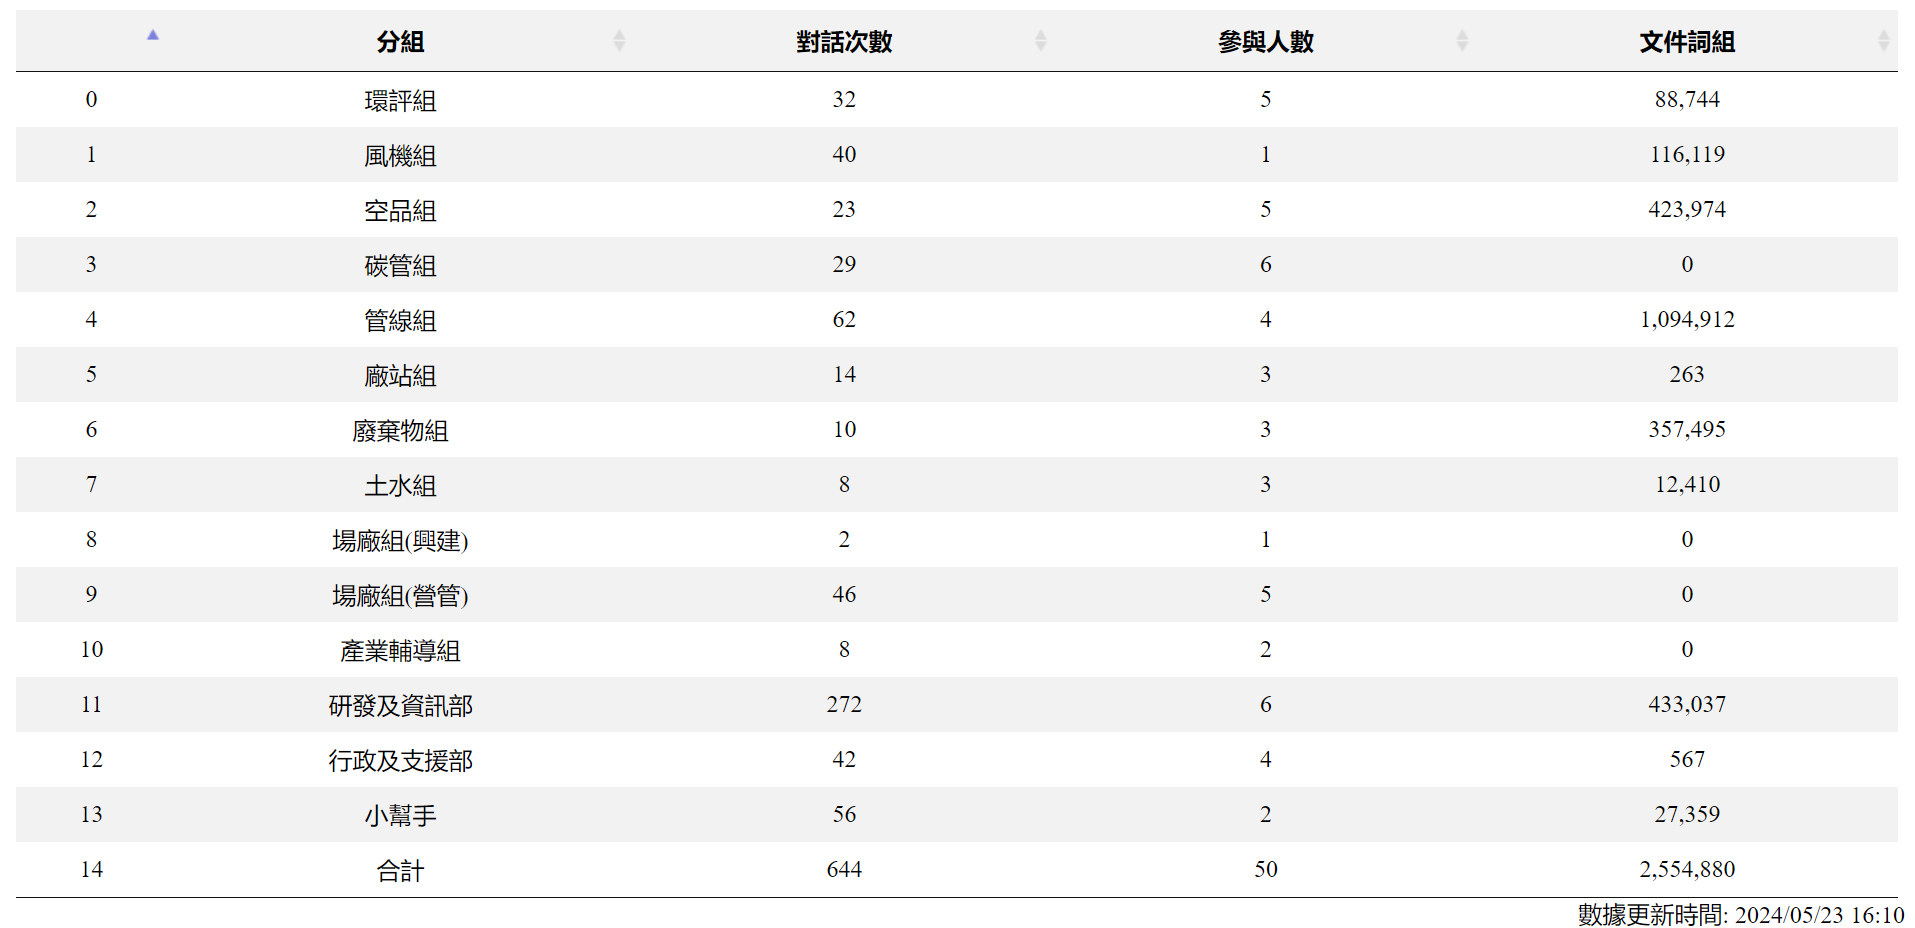 分組 對話次數 參與人數 文件詞組
0 環評組 32 5 88,744
1 風機組 40 1 116,119
2 空品組 23 5 423,974
3 碳管組 29 6 0
4 管線組 62 4 1,094,912
5 廠站組 14 3 263
6 廢棄物組 10 3 357,495
7 土水組 8 3 12,410
8 場廠組(興建) 2 1 0
9 場廠組(營管) 46 5 0
10 產業輔導組 8 2 0
11 研發及資訊部 272 6 433,037
12 行政及支援部 42 4 567
13 小幫手 56 2 27,359
14 合計 644 50 2,554,880
數據更新時間: 2024/05/23 16:10